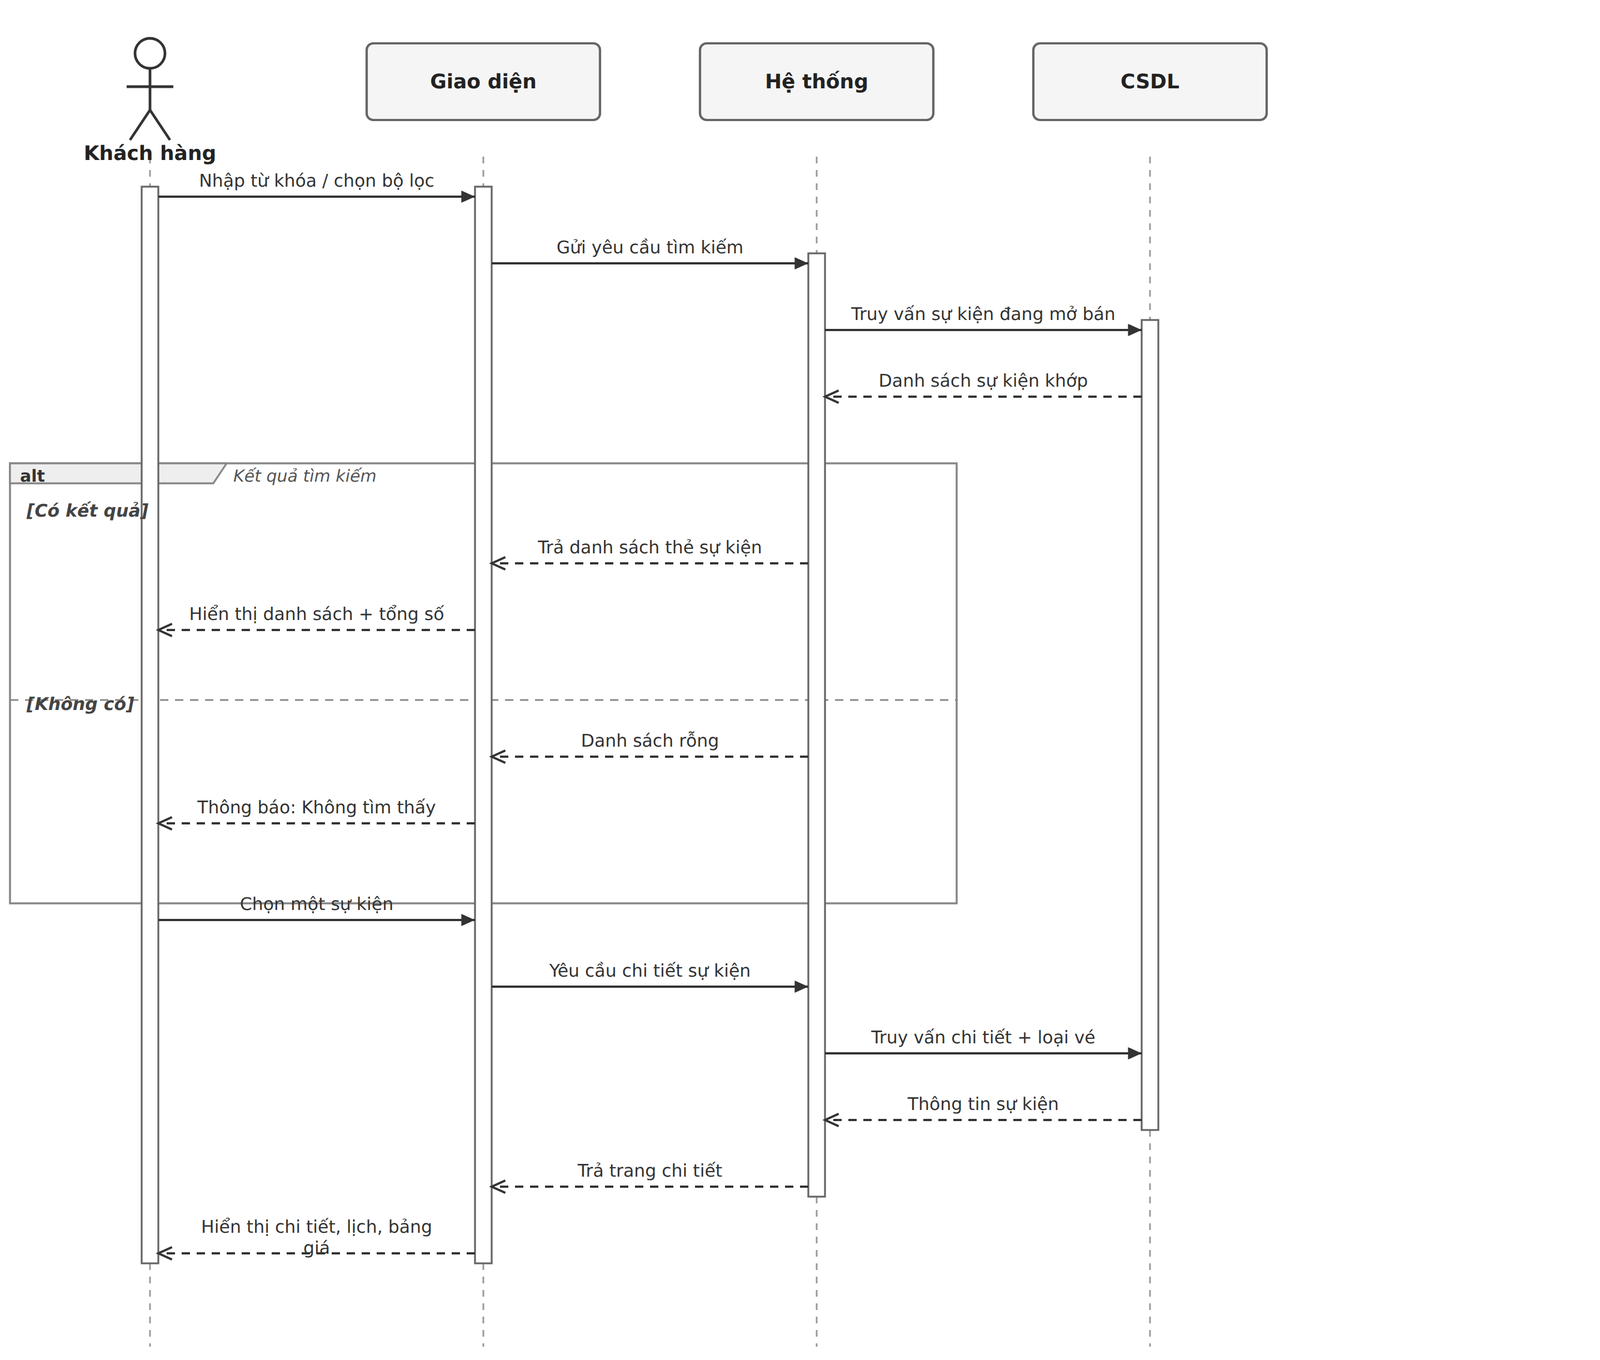 Giao diện
Hệ thống
CSDL
Khách hàng
Nhập từ khóa / chọn bộ lọc
Gửi yêu cầu tìm kiếm
Truy vấn sự kiện đang mở bán
Danh sách sự kiện khớp
alt
Kết quả tìm kiếm
[Có kết quả]
Trả danh sách thẻ sự kiện
Hiển thị danh sách + tổng số
[Không có]
Danh sách rỗng
Thông báo: Không tìm thấy
Chọn một sự kiện
Yêu cầu chi tiết sự kiện
Truy vấn chi tiết + loại vé
Thông tin sự kiện
Trả trang chi tiết
Hiển thị chi tiết, lịch, bảng
giá